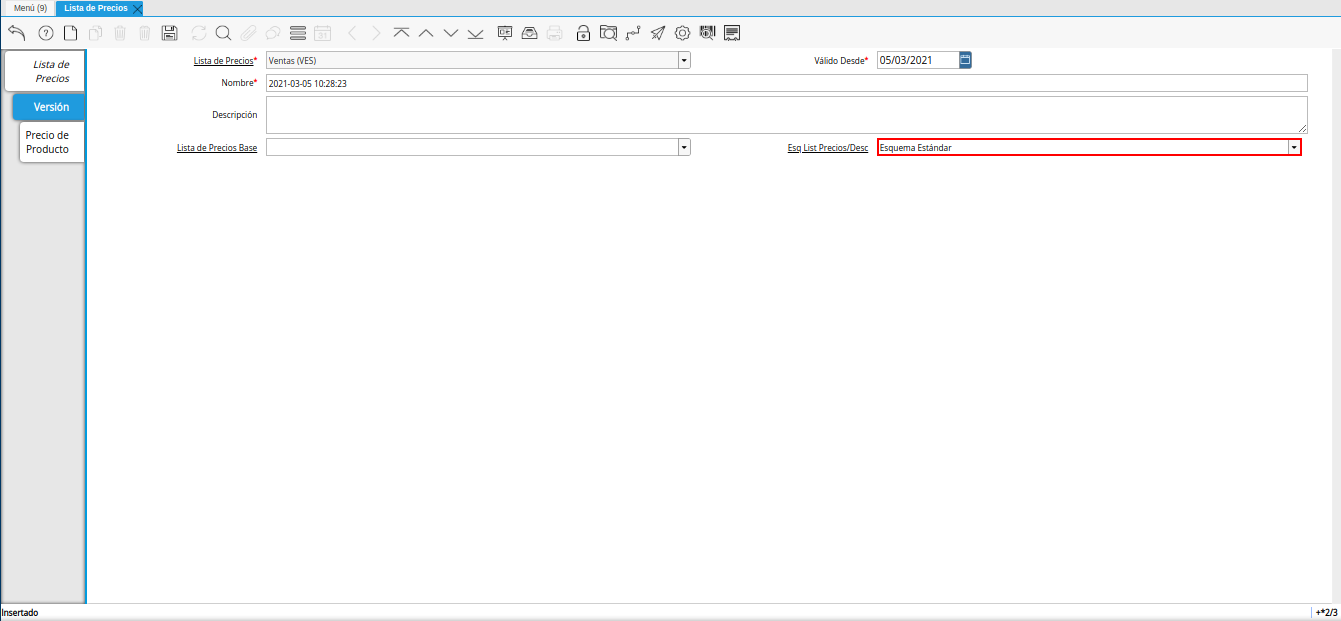 Menú (9)
Lista de Precios
31
Lista de Precios
Versión
Precio de Producto
Lista de Precios*
Ventas (VES)
Válido Desde*
05/03/2021
Nombre*
2021-03-05 10:28:23
Descripción
Lista de Precios Base
Esq List Precios/Desc
Esquema Estándar
Insertado
+*2/3